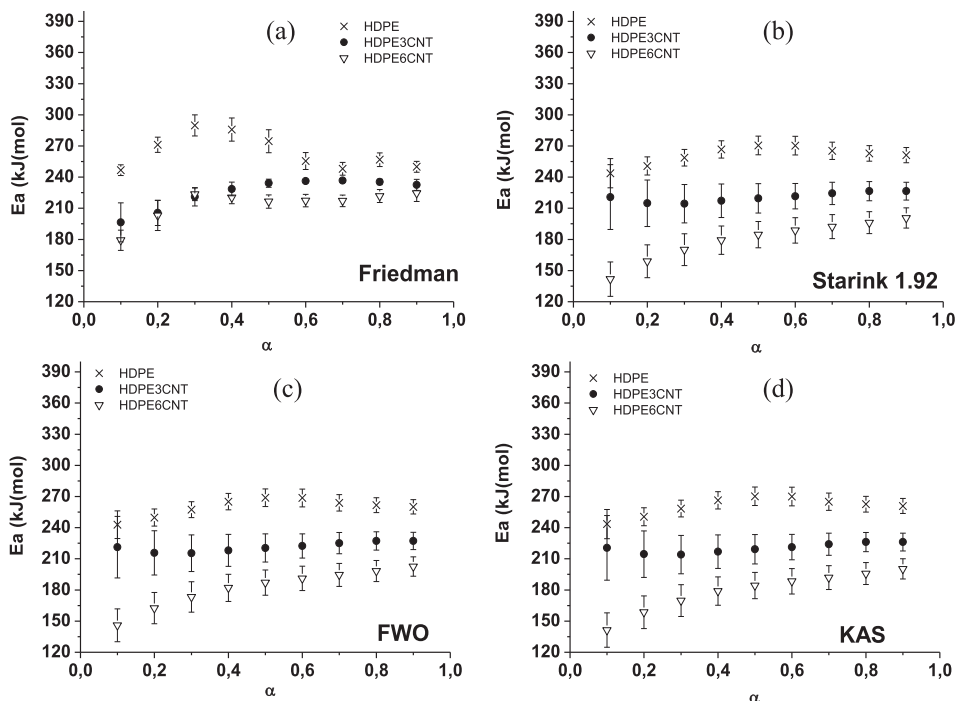 (a)
HDPE
HDPE3CNT
HDPE6CNT
390
360
330
300
270
240
210
180
150
120
Ea (kJ(mol)
Friedman
0,0 0,2 0,4 0,6 0,8 1,0
α
(b)
HDPE
HDPE3CNT
HDPE6CNT
390
360
330
300
270
240
210
180
150
120
Ea (kJ(mol)
Starink 1.92
0,0 0,2 0,4 0,6 0,8 1,0
α
(c)
HDPE
HDPE3CNT
HDPE6CNT
390
360
330
300
270
240
210
180
150
120
Ea (kJ(mol)
FWO
0,0 0,2 0,4 0,6 0,8 1,0
α
(d)
HDPE
HDPE3CNT
HDPE6CNT
390
360
330
300
270
240
210
180
150
120
Ea (kJ(mol)
KAS
0,0 0,2 0,4 0,6 0,8 1,0
α